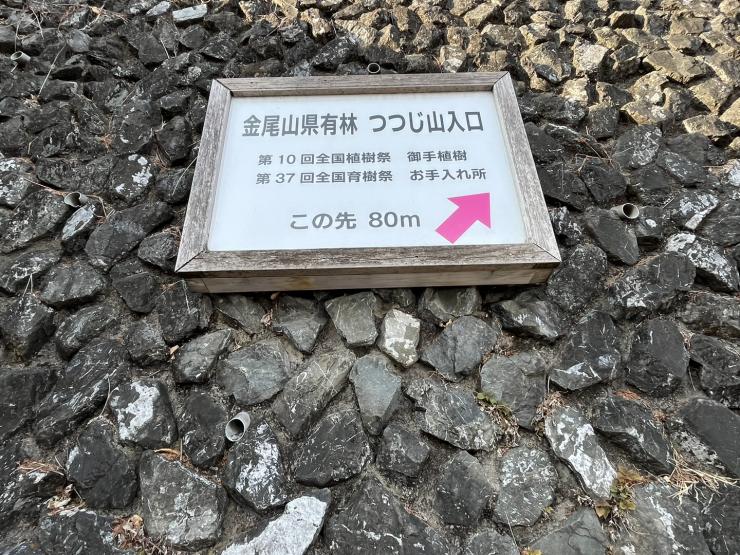 金尾山県有林 つつじ山入口
第10回全国植樹祭 御手植樹
第37回全国育樹祭 お手入れ所
この先 80m